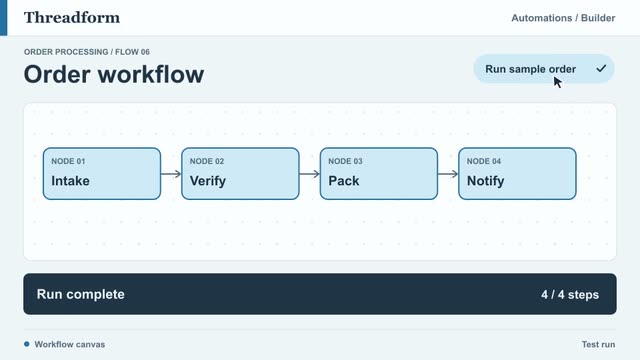 Threadform
Automations / Builder
ORDER PROCESSING / FLOW 06
Order workflow
Run sample order
NODE 01
Intake
NODE 02
Verify
NODE 03
Pack
NODE 04
Notify
Run complete
4 / 4 steps
Workflow canvas
Test run